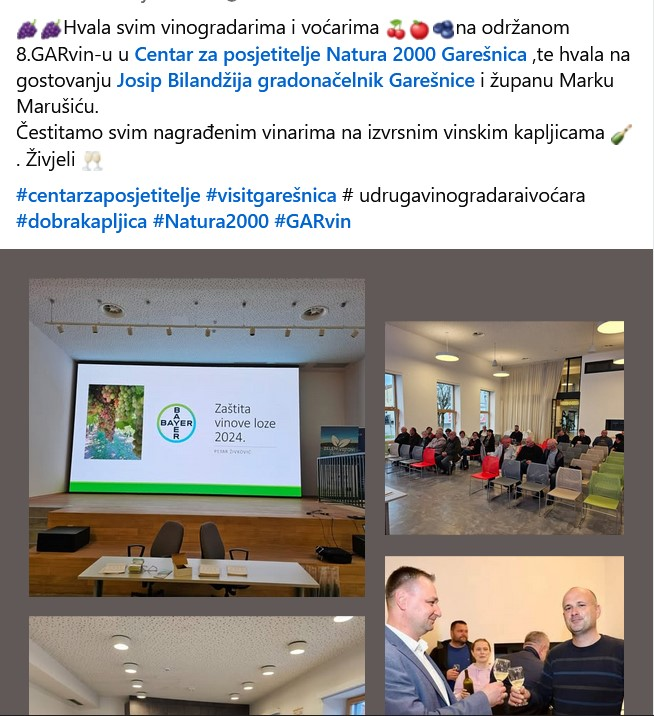 🍇🍇Hvala svim vinogradarima i voćarima 🍒🍎🫐na održanom
8.GARvin-u u Centar za posjetitelje Natura 2000 Garešnica ,te hvala na
gostovanju Josip Bilandžija gradonačelnik Garešnice i županu Marku
Marušiću.
Čestitamo svim nagrađenim vinarima na izvrsnim vinskim kapljicama 🍾
. Živjeli 🥂
#centarzaposjetitelje #visitgarešnica # udrugavinogradaraivoćara
#dobrakapljica #Natura2000 #GARvin
BAYER
BAYER
Zaštita
vinove loze
2024.